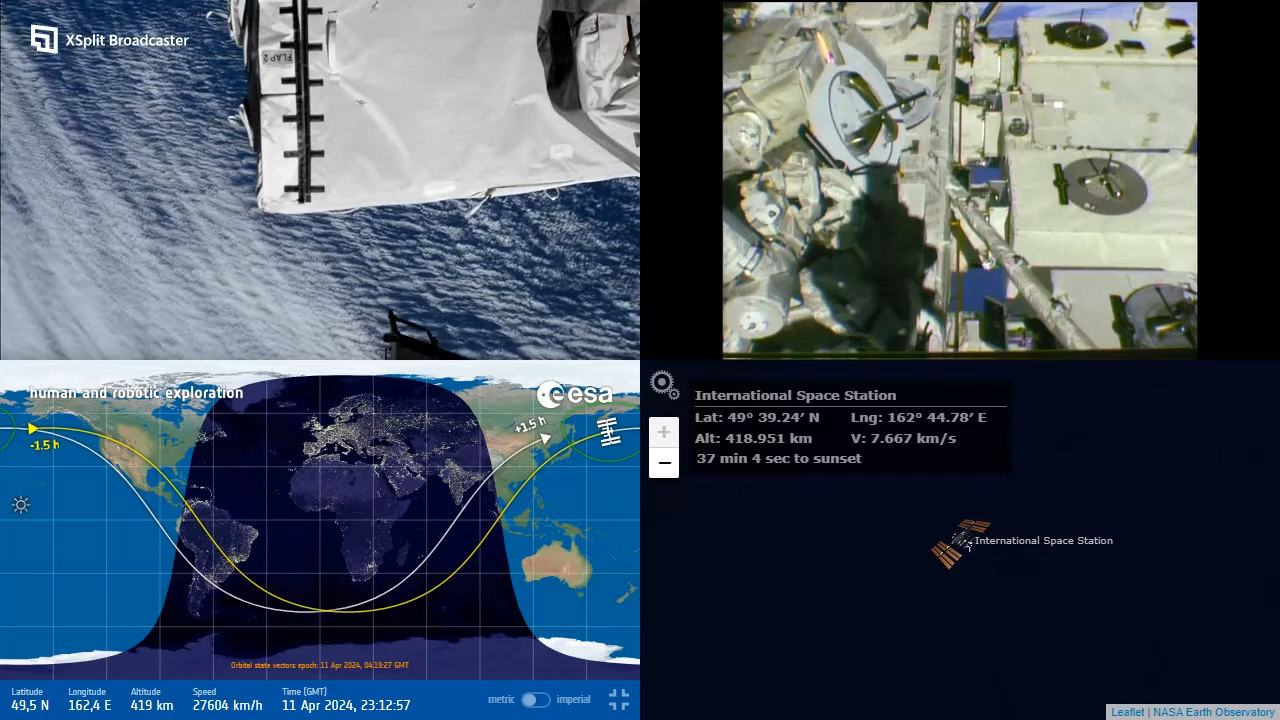 XSplit Broadcaster
FLAP 2
human and robotic exploration
esa
-1.5 h
+1.5 h
Orbital state vectors epoch: 11 Apr 2024, 04:19:27 GMT
Latitude
49,5 N
Longitude
162,4 E
Altitude
419 km
Speed
27604 km/h
Time (GMT)
11 Apr 2024, 23:12:57
metric
imperial
+
−
International Space Station
Lat: 49° 39.24’ N Lng: 162° 44.78’ E
Alt: 418.951 km V: 7.667 km/s
37 min 4 sec to sunset
International Space Station
Leaflet | NASA Earth Observatory